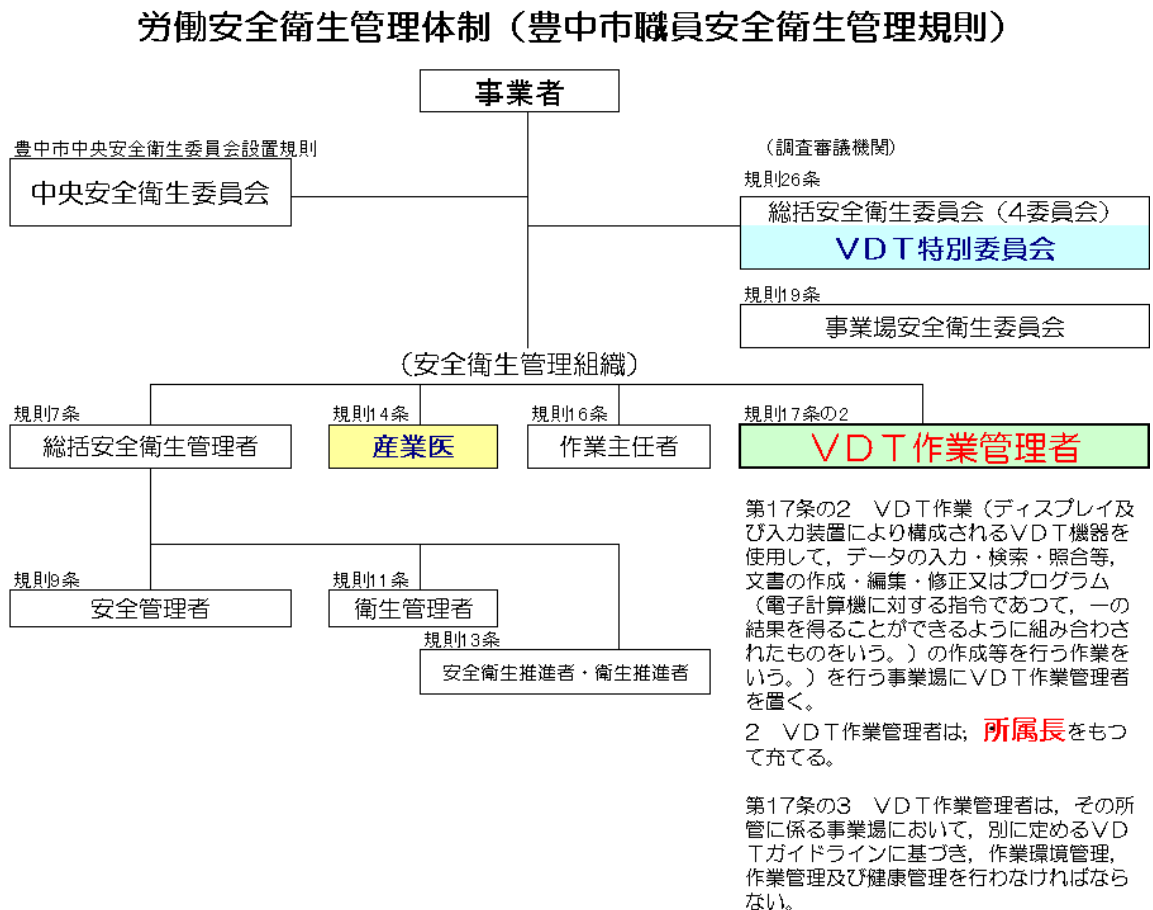 労働安全衛生管理体制（豊中市職員安全衛生管理規則）
事業者
豊中市中央安全衛生委員会設置規則
中央安全衛生委員会
（調査審議機関）
規則26条
総括安全衛生委員会（４委員会）
ＶＤＴ特別委員会
規則19条
事業場安全衛生委員会
（安全衛生管理組織）
規則7条
総括安全衛生管理者
規則14条
産業医
規則16条
作業主任者
規則17条の2
ＶＤＴ作業管理者
規則9条
安全管理者
規則11条
衛生管理者
規則13条
安全衛生推進者・衛生推進者
第17条の2　ＶＤＴ作業（ディスプレイ及
び入力装置により構成されるＶＤＴ機器を
使用して，データの入力・検索・照合等，
文書の作成・編集・修正又はプログラム
（電子計算機に対する指令であつて，一の
結果を得ることができるように組み合わさ
れたものをいう。）の作成等を行う作業を
いう。）を行う事業場にＶＤＴ作業管理者
を置く。
２　ＶＤＴ作業管理者は，所属長をもつ
て充てる。
第17条の3　ＶＤＴ作業管理者は，その所
管に係る事業場において，別に定めるＶＤ
Ｔガイドラインに基づき，作業環境管理，
作業管理及び健康管理を行わなければなら
ない。